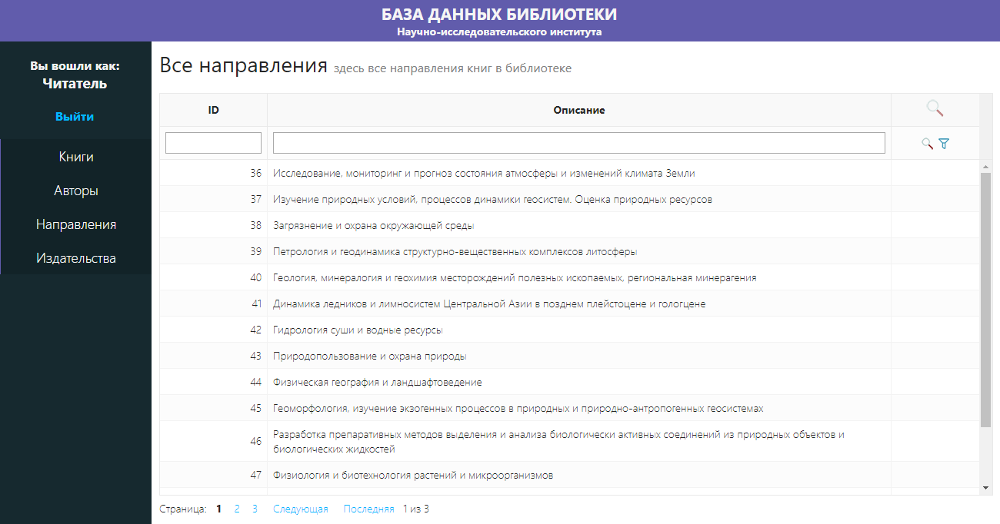 БАЗА ДАННЫХ БИБЛИОТЕКИ
Научно-исследовательского института
Вы вошли как:
Читатель
Выйти
Книги
Авторы
Направления
Издательства
Все направления здесь все направления книг в библиотеке
ID Описание
36 Исследование, мониторинг и прогноз состояния атмосферы и изменений климата Земли
37 Изучение природных условий, процессов динамики геосистем. Оценка природных ресурсов
38 Загрязнение и охрана окружающей среды
39 Петрология и геодинамика структурно-вещественных комплексов литосферы
40 Геология, минералогия и геохимия месторождений полезных ископаемых, региональная минерагения
41 Динамика ледников и лимносистем Центральной Азии в позднем плейстоцене и гологцене
42 Гидрология суши и водные ресурсы
43 Природопользование и охрана природы
44 Физическая география и ландшафтоведение
45 Геоморфология, изучение экзогенных процессов в природных и природно-антропогенных геосистемах
46 Разработка препаративных методов выделения и анализа биологически активных соединений из природных объектов и
биологических жидкостей
47 Физиология и биотехнология растений и микроорганизмов
Страница: 1 2 3 Следующая Последняя 1 из 3